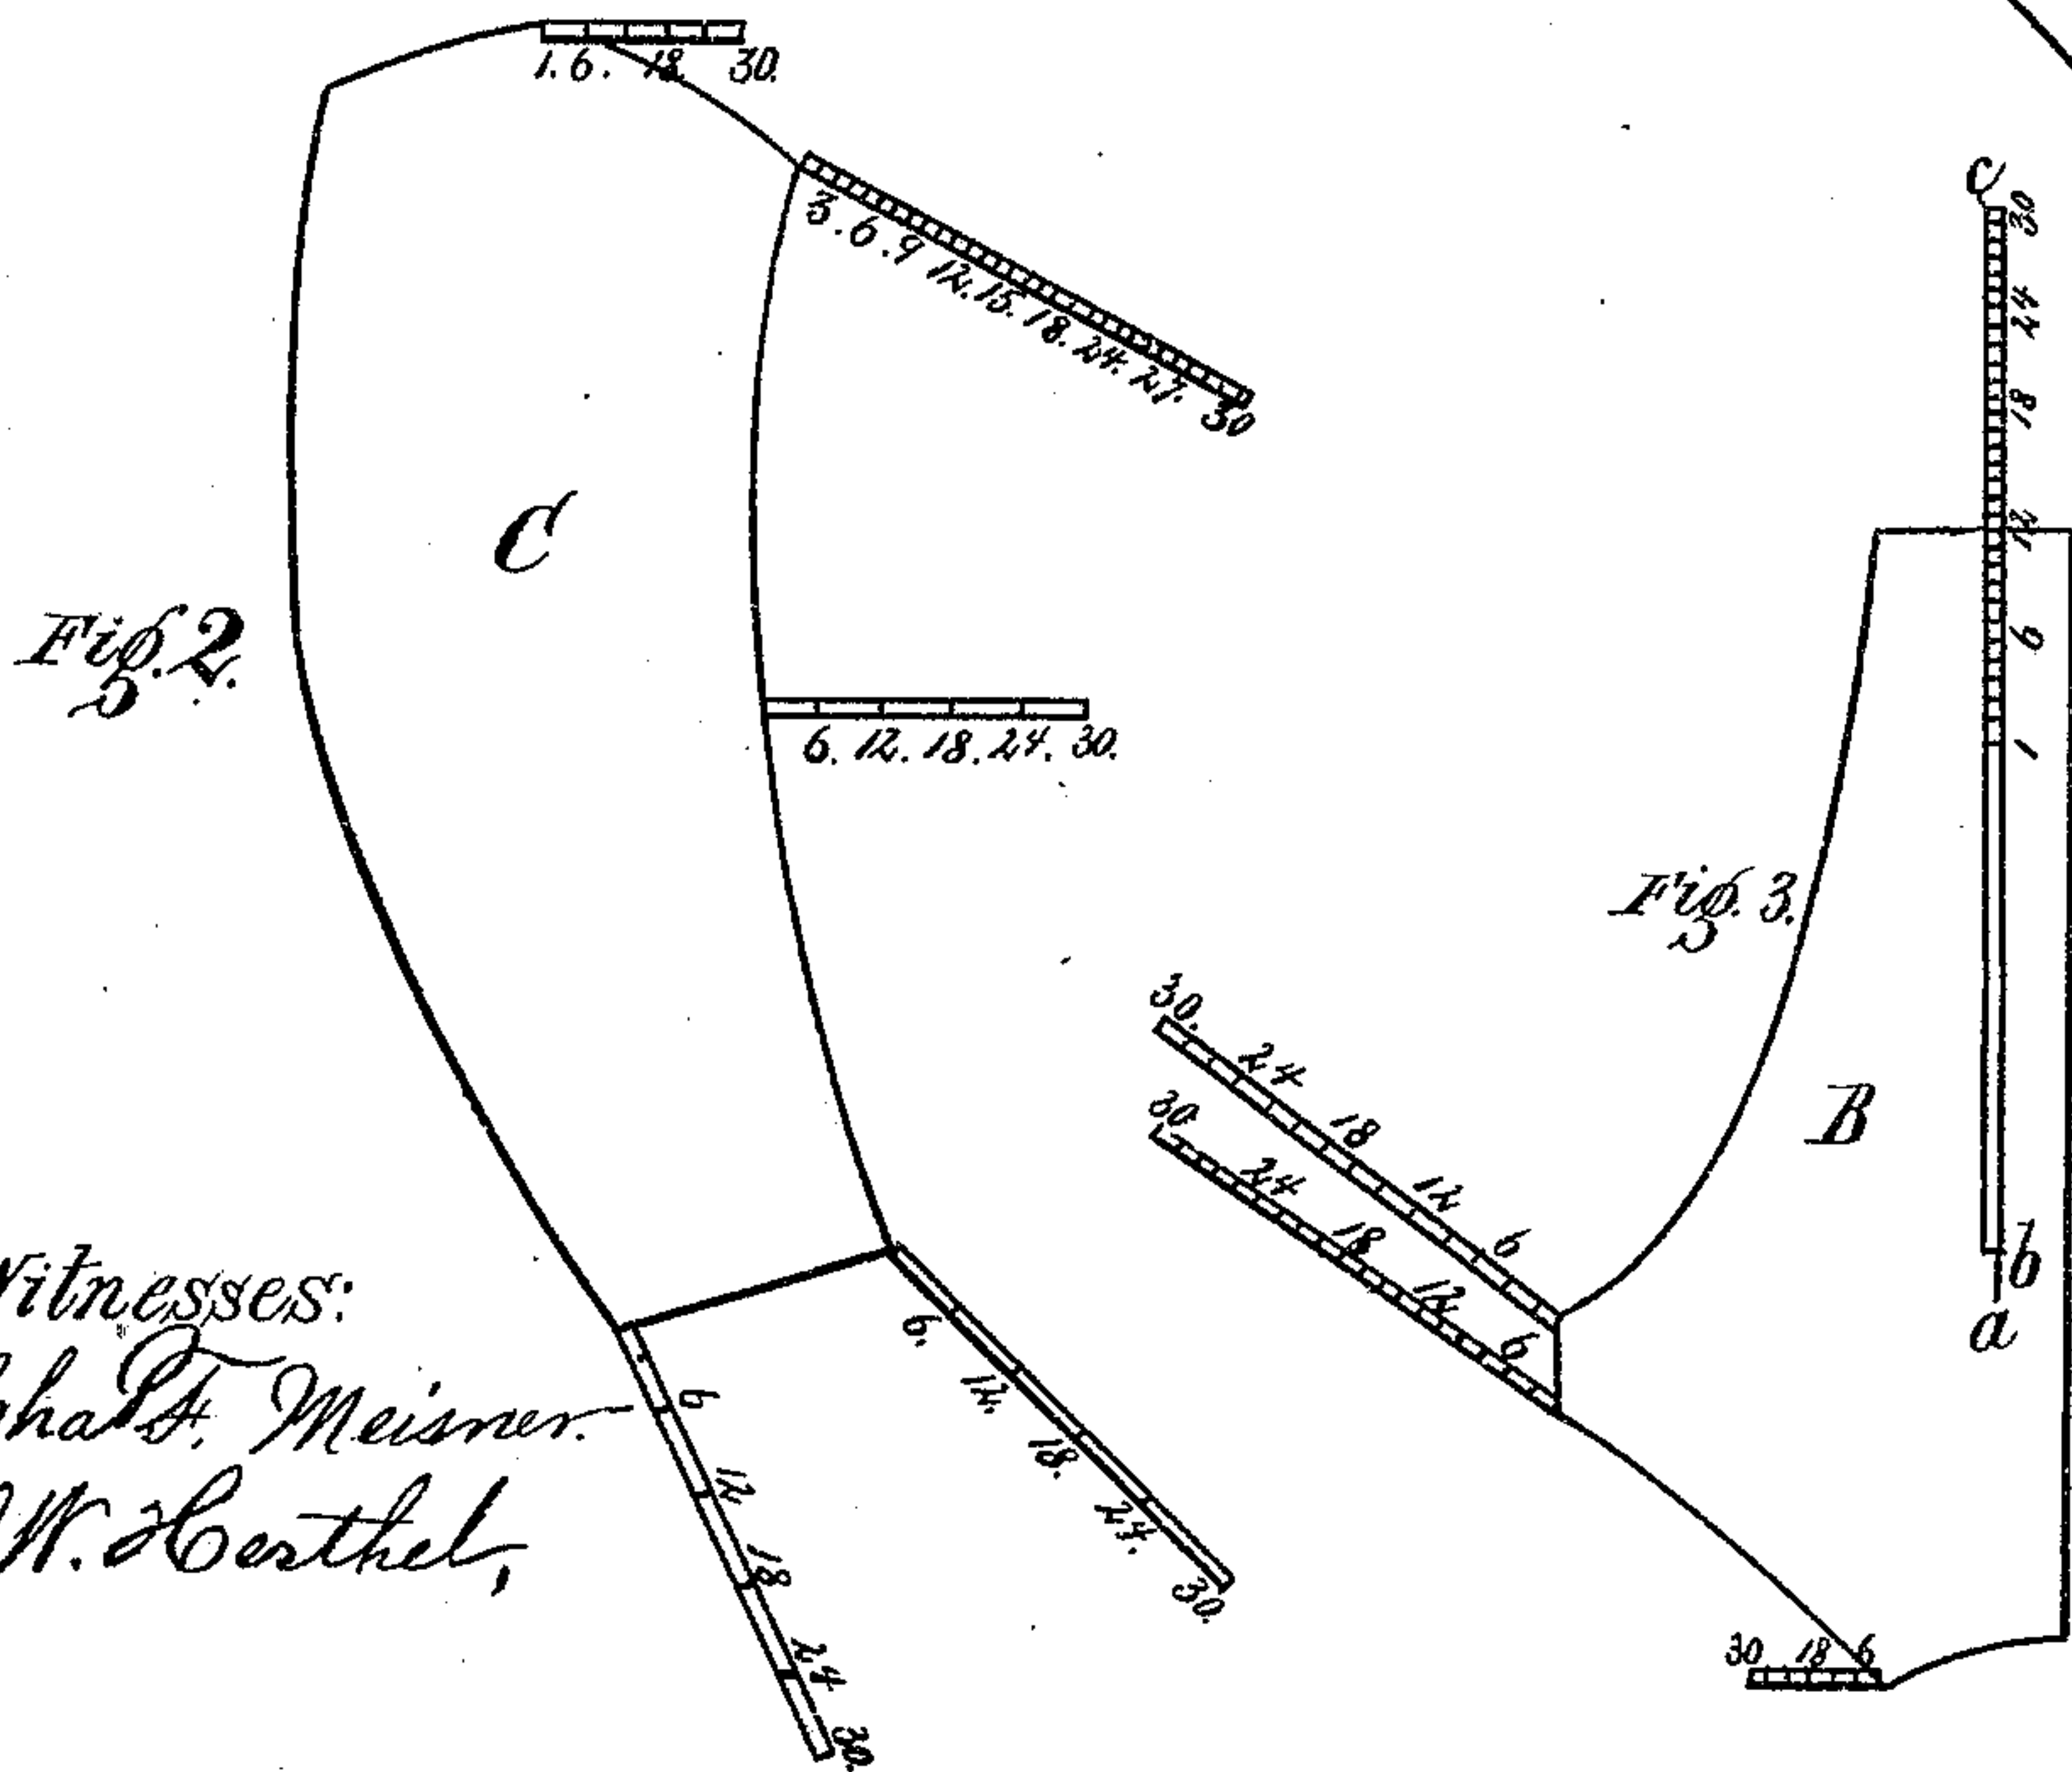 1. 6. 18. 30.
3. 6. 9 12. 15. 18. 24. 27. 30
C
Fig. 2.
6. 12. 18. 24. 30.
6 12 18 24 30.
6. 12. 18. 24. 30.
c
30 24 18 12 6 1
Fig. 3.
B
30. 24 18 12 6
30 24 18 12 6
b
a
30 18 6
Witnesses:
F. Meisner.
W. Herthel,